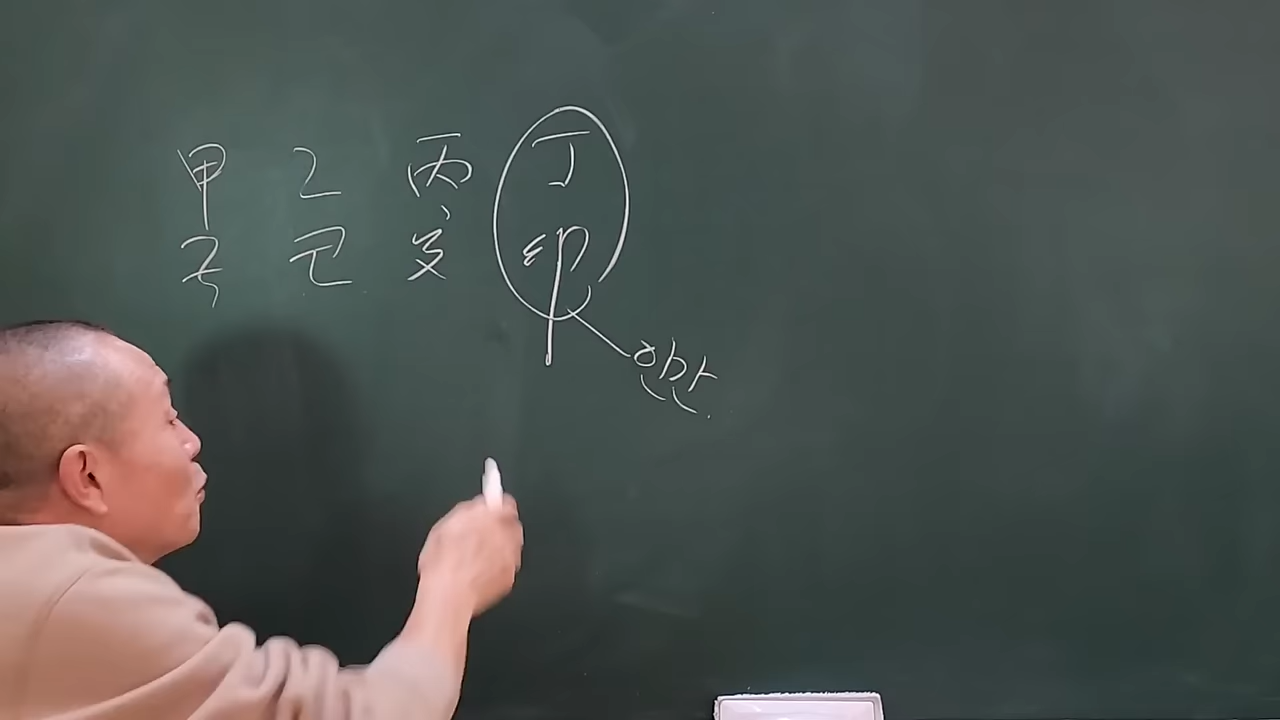 甲 乙 丙 丁
子 巳 亥 卯